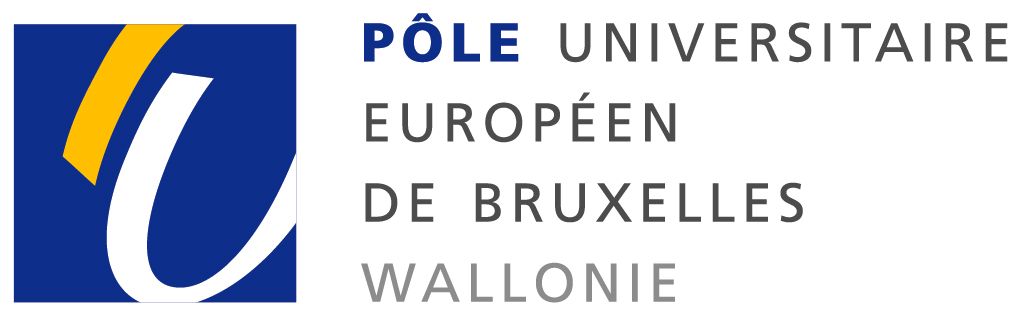 PÔLE UNIVERSITAIRE
EUROPÉEN
DE BRUXELLES
WALLONIE